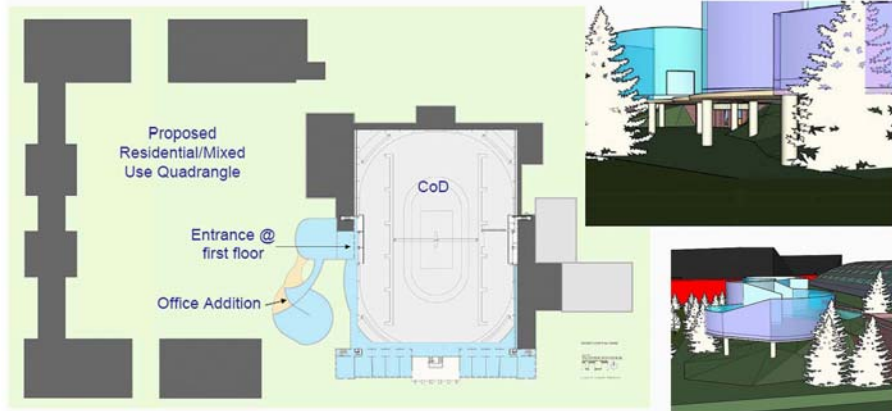 Proposed
Residential/Mixed
Use Quadrangle
CoD
Entrance @
first floor
Office Addition